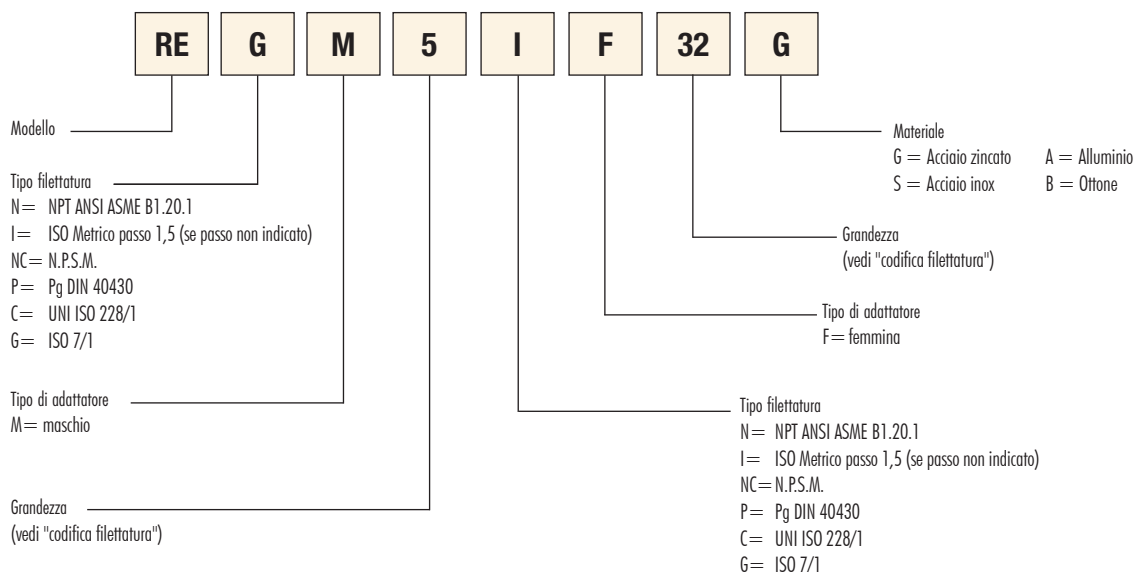 RE G M 5 I F 32 G
Modello
Tipo filettatura
N= NPT ANSI ASME B1.20.1
I= ISO Metrico passo 1,5 (se passo non indicato)
NC= N.P.S.M.
P= Pg DIN 40430
C= UNI ISO 228/1
G= ISO 7/1
Tipo di adattatore
M= maschio
Grandezza
(vedi "codifica filettatura")
Materiale
G = Acciaio zincato A = Alluminio
S = Acciaio inox B = Ottone
Grandezza
(vedi "codifica filettatura")
Tipo di adattatore
F= femmina
Tipo filettatura
N= NPT ANSI ASME B1.20.1
I= ISO Metrico passo 1,5 (se passo non indicato)
NC= N.P.S.M.
P= Pg DIN 40430
C= UNI ISO 228/1
G= ISO 7/1